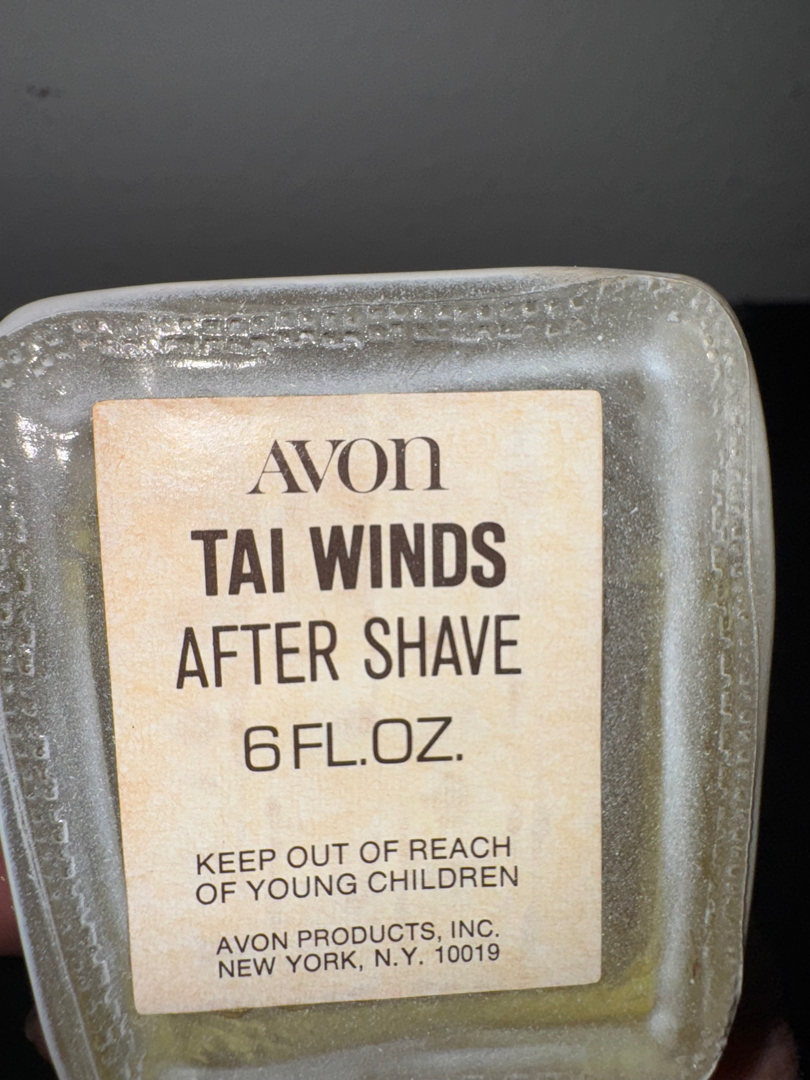 AVON
TAI WINDS
AFTER SHAVE
6 FL.OZ.
KEEP OUT OF REACH
OF YOUNG CHILDREN
AVON PRODUCTS, INC.
NEW YORK, N.Y. 10019